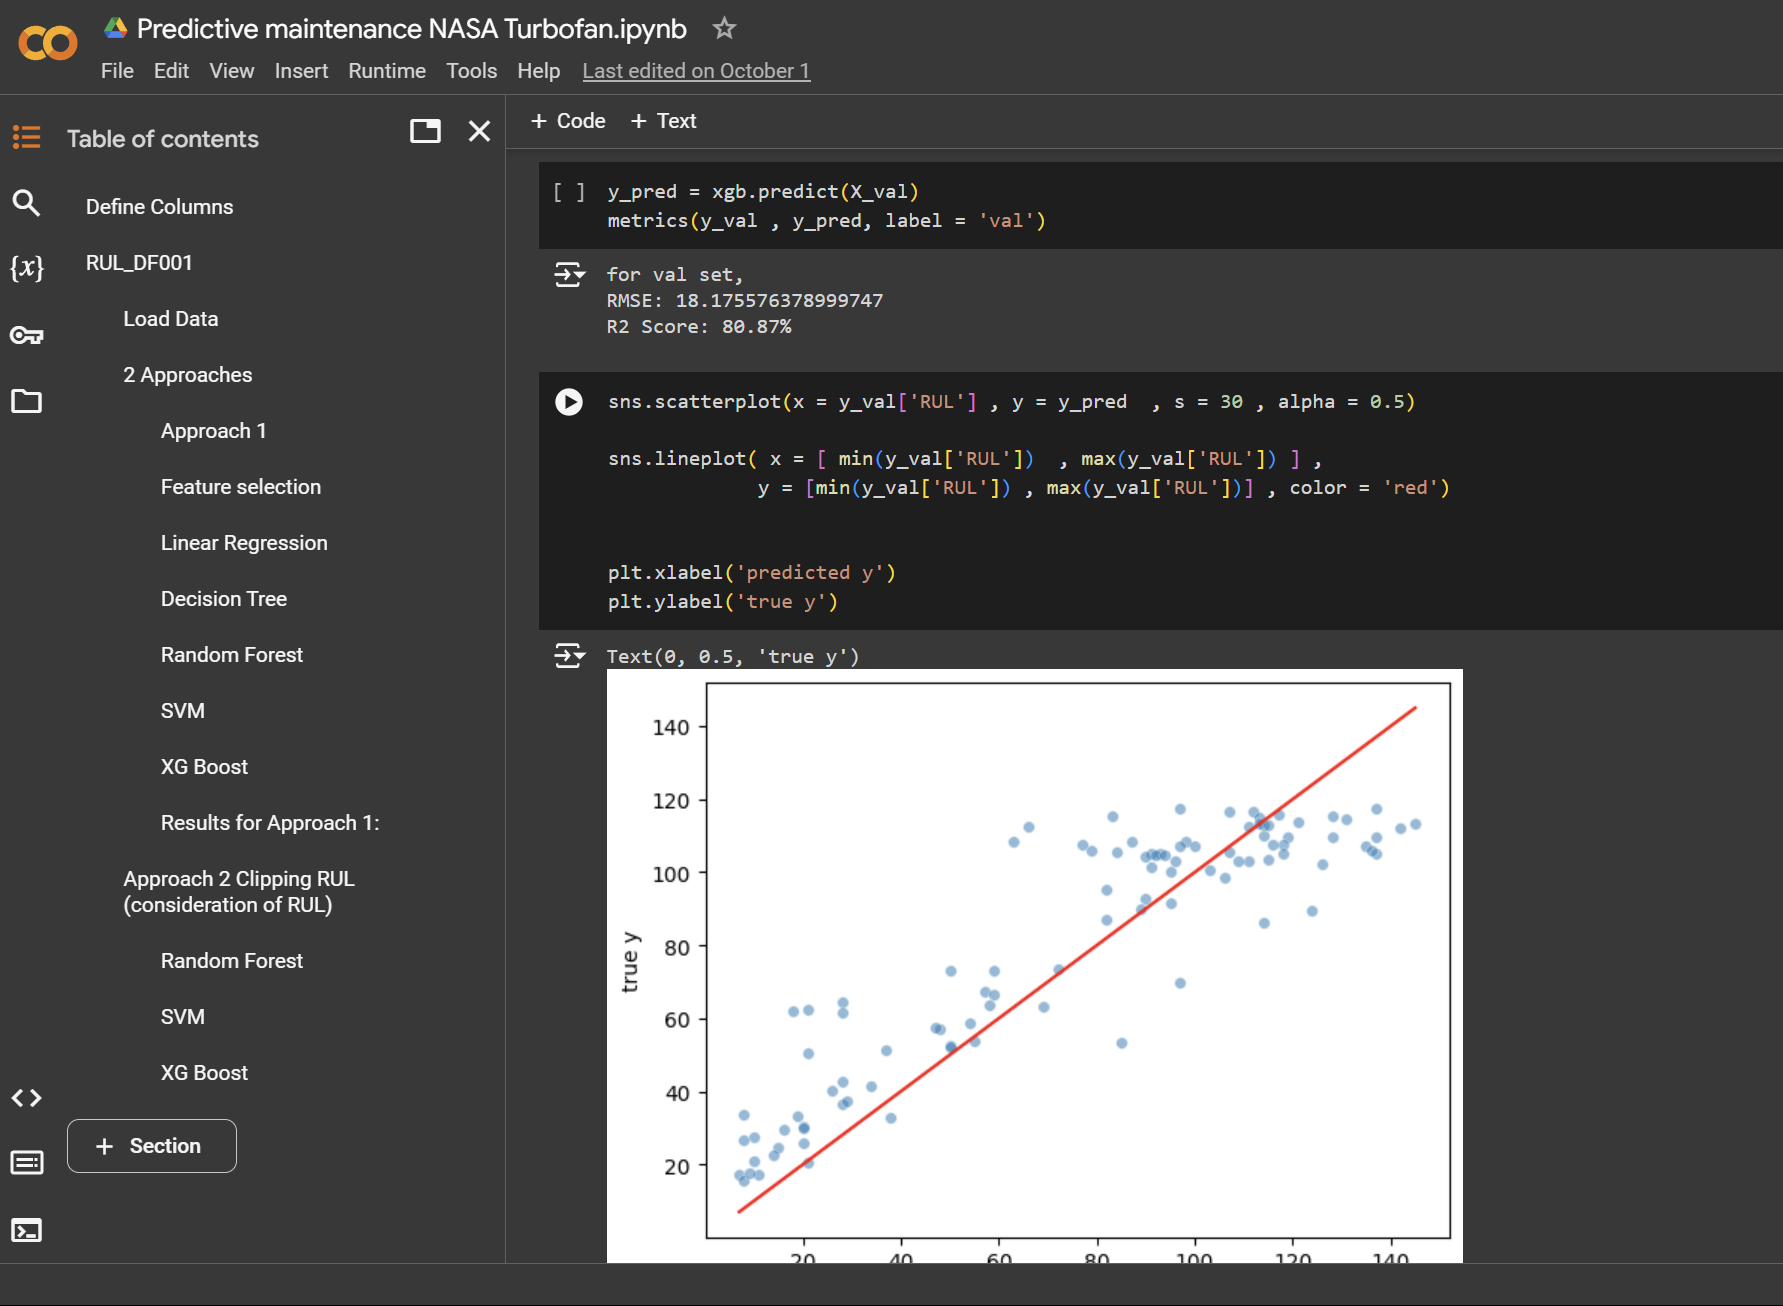 Predictive maintenance NASA Turbofan.ipynb
File Edit View Insert Runtime Tools Help Last edited on October 1
Table of contents
Define Columns
RUL_DF001
Load Data
2 Approaches
Approach 1
Feature selection
Linear Regression
Decision Tree
Random Forest
SVM
XG Boost
Results for Approach 1:
Approach 2 Clipping RUL
(consideration of RUL)
Random Forest
SVM
XG Boost
+ Section
+ Code + Text
[ ] y_pred = xgb.predict(X_val)
metrics(y_val , y_pred, label = 'val')
for val set,
RMSE: 18.175576378999747
R2 Score: 80.87%
sns.scatterplot(x = y_val['RUL'] , y = y_pred  , s = 30 , alpha = 0.5)
sns.lineplot( x = [ min(y_val['RUL'])  , max(y_val['RUL']) ] ,
y = [min(y_val['RUL']) , max(y_val['RUL'])] , color = 'red')
plt.xlabel('predicted y')
plt.ylabel('true y')
Text(0, 0.5, 'true y')
140
120
100
80
60
40
20
true y
20 40 60 80 100 120 140